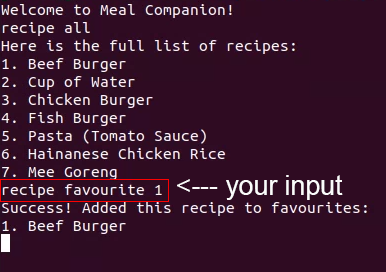 Welcome to Meal Companion!
recipe all
Here is the full list of recipes:
1. Beef Burger
2. Cup of Water
3. Chicken Burger
4. Fish Burger
5. Pasta (Tomato Sauce)
6. Hainanese Chicken Rice
7. Mee Goreng
recipe favourite 1 <--- your input
Success! Added this recipe to favourites:
1. Beef Burger